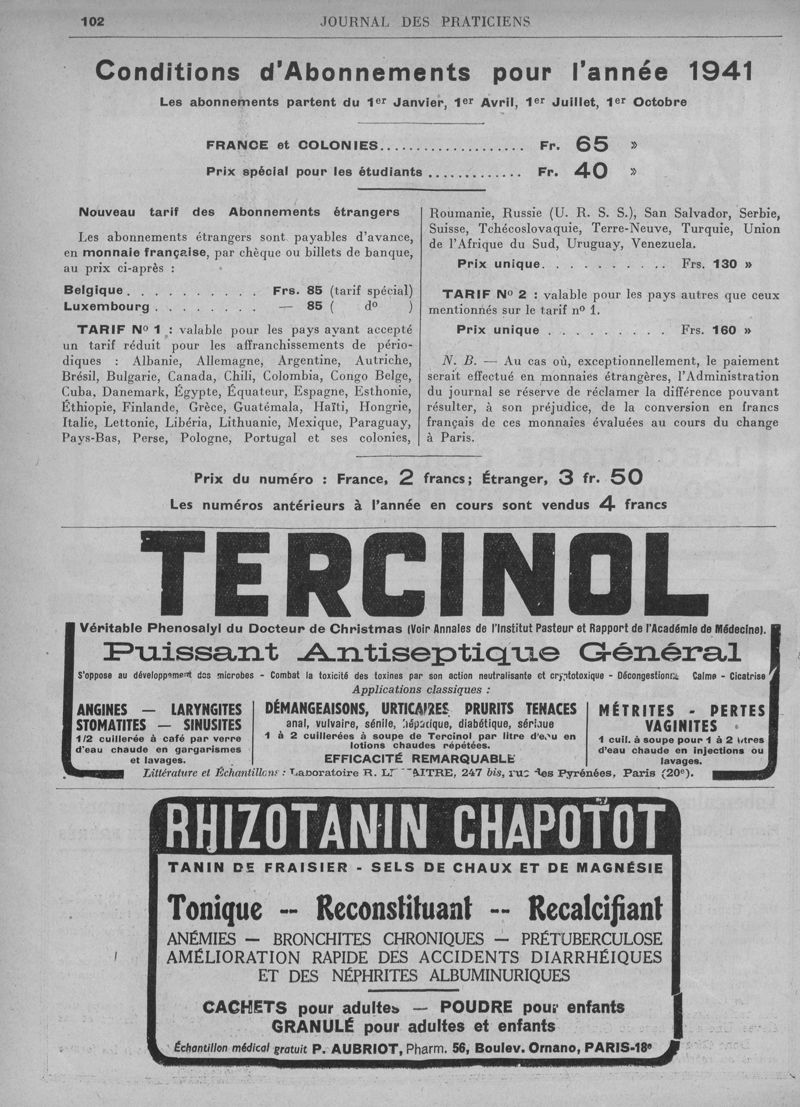 102
JOURNAL DES PRATICIENS
Conditions d'Abonnements pour l'année 1941
Les abonnements partent du 1er Janvier, 1er Avril, 1er Juillet, 1er Octobre
FRANCE et COLONIES.................... Fr. 65 »
Prix spécial pour les étudiants ............. Fr. 40 »
Nouveau tarif des Abonnements étrangers
Les abonnements étrangers sont payables d'avance,
en monnaie française, par chèque ou billets de banque,
au prix ci-après :
Belgique . . . . . . . . . . Frs. 85 (tarif spécial)
Luxembourg . . . . . . . . — 85 ( do )
TARIF No 1 : valable pour les pays ayant accepté
un tarif réduit pour les affranchissements de pério-
diques : Albanie, Allemagne, Argentine, Autriche,
Brésil, Bulgarie, Canada, Chili, Colombia, Congo Belge,
Cuba, Danemark, Égypte, Équateur, Espagne, Esthonie,
Éthiopie, Finlande, Grèce, Guatémala, Haïti, Hongrie,
Italie, Lettonie, Libéria, Lithuanie, Mexique, Paraguay,
Pays-Bas, Perse, Pologne, Portugal et ses colonies,
Roumanie, Russie (U. R. S. S.), San Salvador, Serbie,
Suisse, Tchécoslovaquie, Terre-Neuve, Turquie, Union
de l'Afrique du Sud, Uruguay, Venezuela.
Prix unique. . . . . . . . . . . Frs. 130 »
TARIF No 2 : valable pour les pays autres que ceux
mentionnés sur le tarif no 1.
Prix unique . . . . . . . . . . Frs. 160 »
N. B. — Au cas où, exceptionnellement, le paiement
serait effectué en monnaies étrangères, l'Administration
du journal se réserve de réclamer la différence pouvant
résulter, à son préjudice, de la conversion en francs
français de ces monnaies évaluées au cours du change
à Paris.
Prix du numéro : France, 2 francs; Étranger, 3 fr. 50
Les numéros antérieurs à l'année en cours sont vendus 4 francs
TERCINOL
Véritable Phenosalyl du Docteur de Christmas (Voir Annales de l'Institut Pasteur et Rapport de l'Académie de Médecine).
Puissant Antiseptique Général
S'oppose au développement des microbes - Combat la toxicité des toxines par son action neutralisante et cryptotoxique - Décongestionne Calme - Cicatrise
Applications classiques :
ANGINES — LARYNGITES
STOMATITES — SINUSITES
1/2 cuillerée à café par verre
d'eau chaude en gargarismes
et lavages.
DÉMANGEAISONS, URTICAIRES, PRURITS TENACES
anal, vulvaire, sénile, hépatique, diabétique, sérique
1 à 2 cuillerées à soupe de Tercinol par litre d'eau en
lotions chaudes répétées.
EFFICACITÉ REMARQUABLE
MÉTRITES - PERTES
VAGINITES
1 cuil. à soupe pour 1 à 2 litres
d'eau chaude en injections ou
lavages.
Littérature et Échantillons : Laboratoire R. 247 bis, rue des Pyrénées, Paris (20e).
RHIZOTANIN CHAPOTOT
TANIN DE FRAISIER - SELS DE CHAUX ET DE MAGNÉSIE
Tonique -- Reconstituant -- Recalcifiant
ANÉMIES — BRONCHITES CHRONIQUES — PRÉTUBERCULOSE
AMÉLIORATION RAPIDE DES ACCIDENTS DIARRHÉIQUES
ET DES NÉPHRITES ALBUMINURIQUES
CACHETS pour adultes — POUDRE pour enfants
GRANULÉ pour adultes et enfants
Échantillon médical gratuit P. AUBRIOT, Pharm. 56, Boulev. Ornano, PARIS-18e